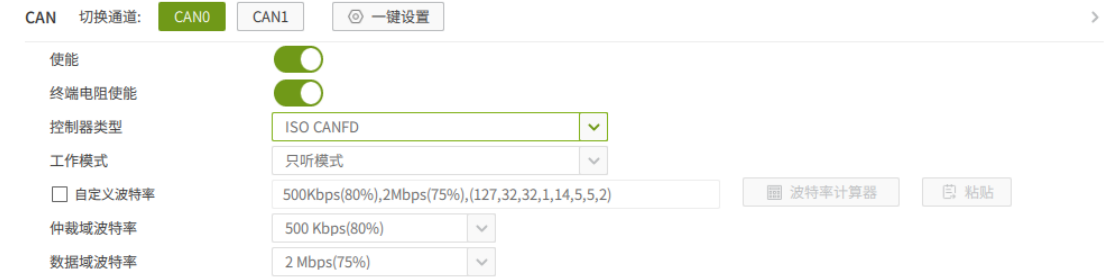 CAN 切换通道: CAN0 CAN1 一键设置
使能
终端电阻使能
控制器类型 ISO CANFD
工作模式 只听模式
自定义波特率 500Kbps(80%),2Mbps(75%),(127,32,32,1,14,5,5,2) 波特率计算器 粘贴
仲裁域波特率 500 Kbps(80%)
数据域波特率 2 Mbps(75%)